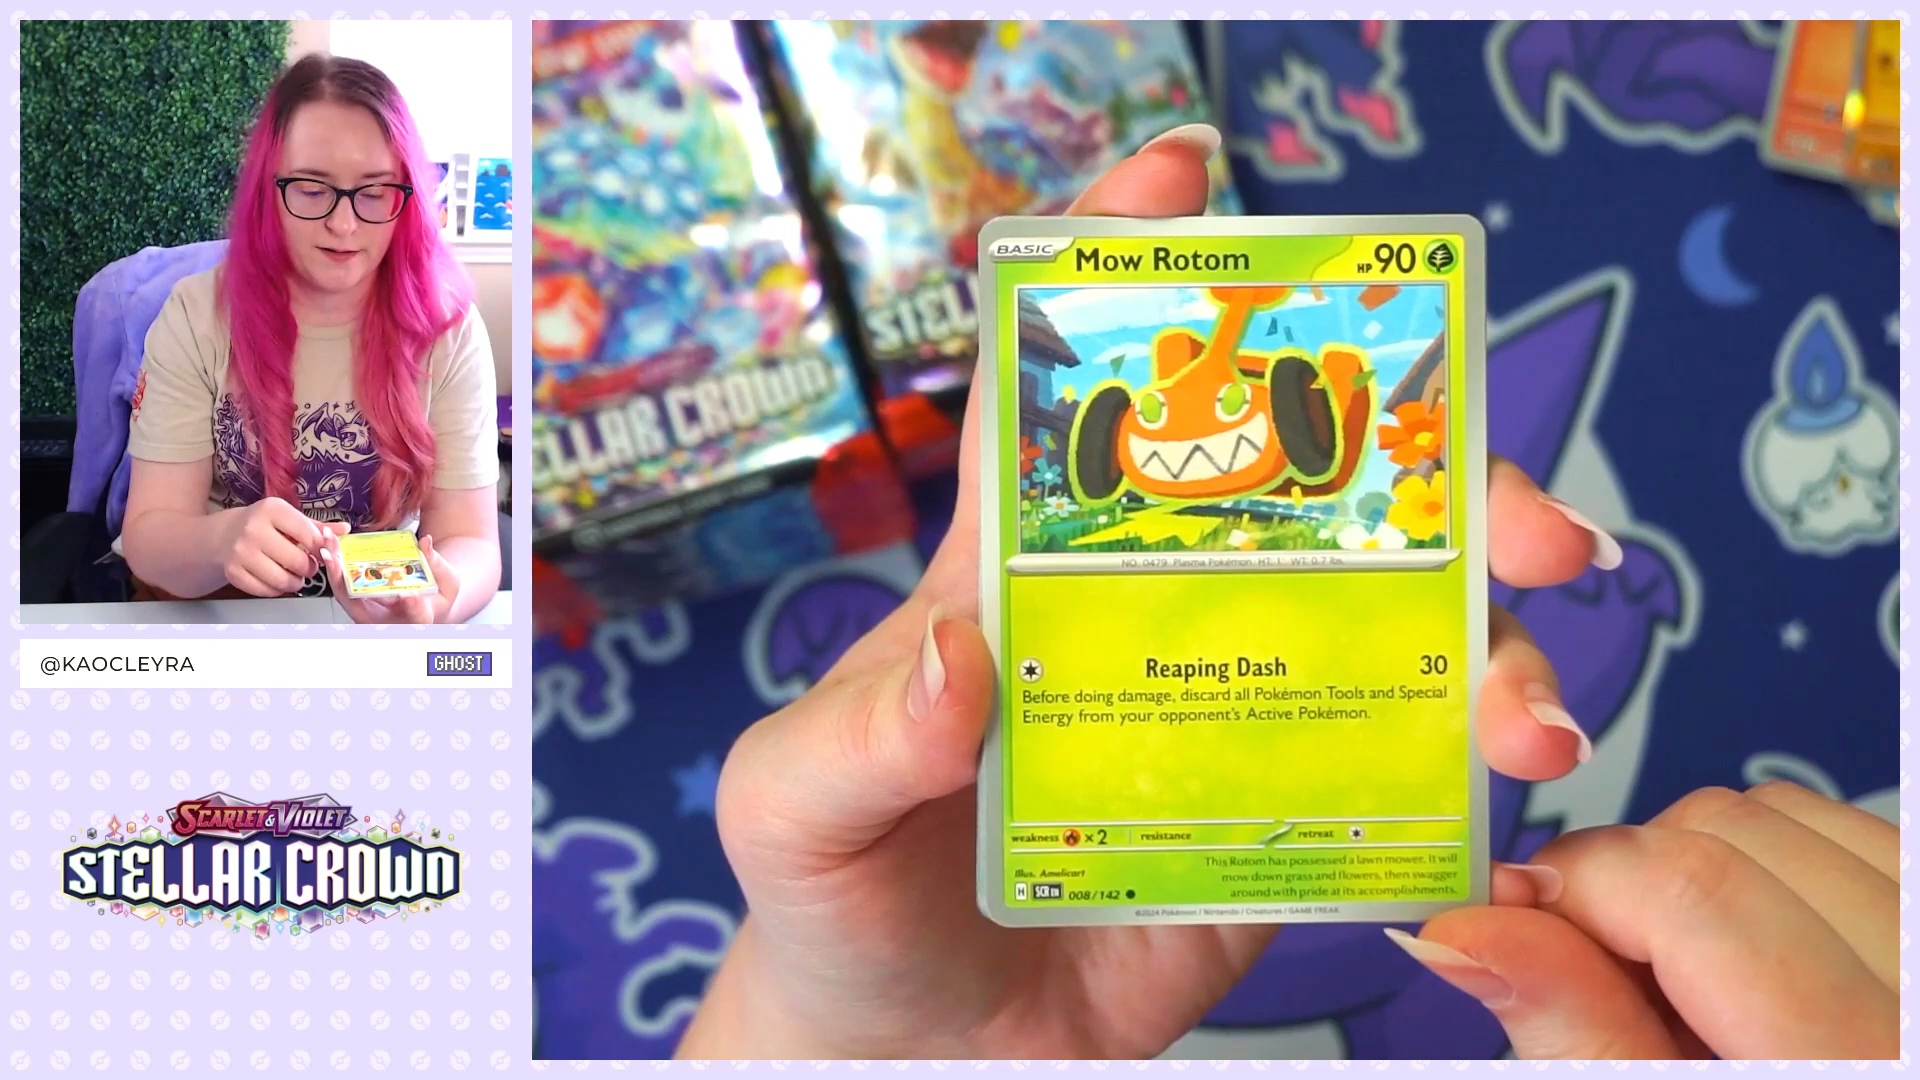 @KAOCLEYRA
GHOST
SCARLET & VIOLET
STELLAR CROWN
STELLAR CROWN
BASIC
Mow Rotom
HP 90
NO. 0479 Plasma Pokémon HT: 1' WT: 0.7 lbs.
Reaping Dash 30
Before doing damage, discard all Pokémon Tools and Special
Energy from your opponent's Active Pokémon.
weakness ×2 resistance retreat
Illus. Amelicart
This Rotom has possessed a lawn mower. It will
mow down grass and flowers, then swagger
around with pride at its accomplishments.
H SCR EN 008/142
©2024 Pokémon / Nintendo / Creatures / GAME FREAK